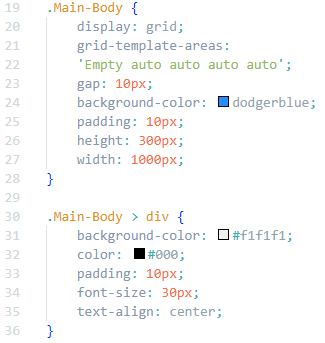 19 .Main-Body {
20 display: grid;
21 grid-template-areas:
22 'Empty auto auto auto auto';
23 gap: 10px;
24 background-color: dodgerblue;
25 padding: 10px;
26 height: 300px;
27 width: 1000px;
28 }
29
30 .Main-Body > div {
31 background-color: #f1f1f1;
32 color: #000;
33 padding: 10px;
34 font-size: 30px;
35 text-align: center;
36 }